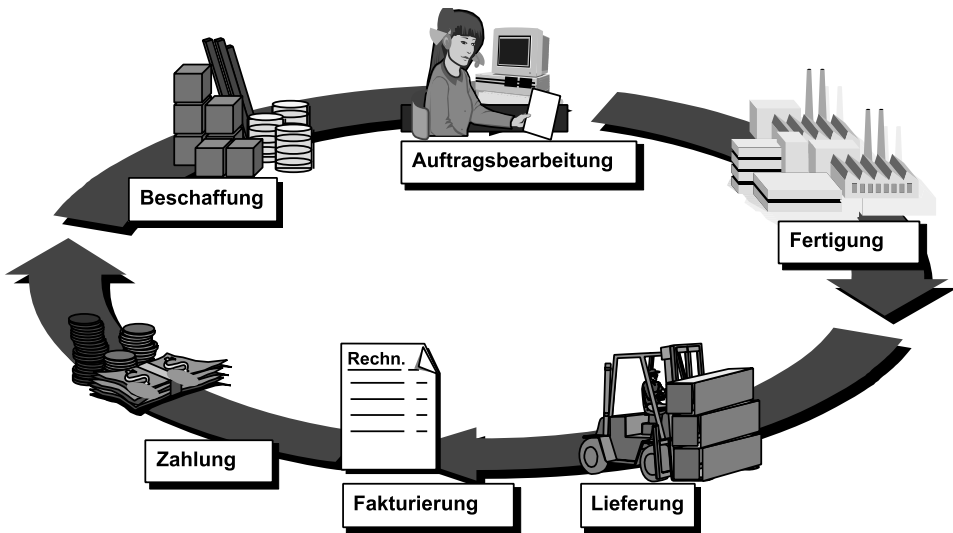 Auftragsbearbeitung
Beschaffung
Fertigung
Rechn.
Zahlung
Fakturierung
Lieferung